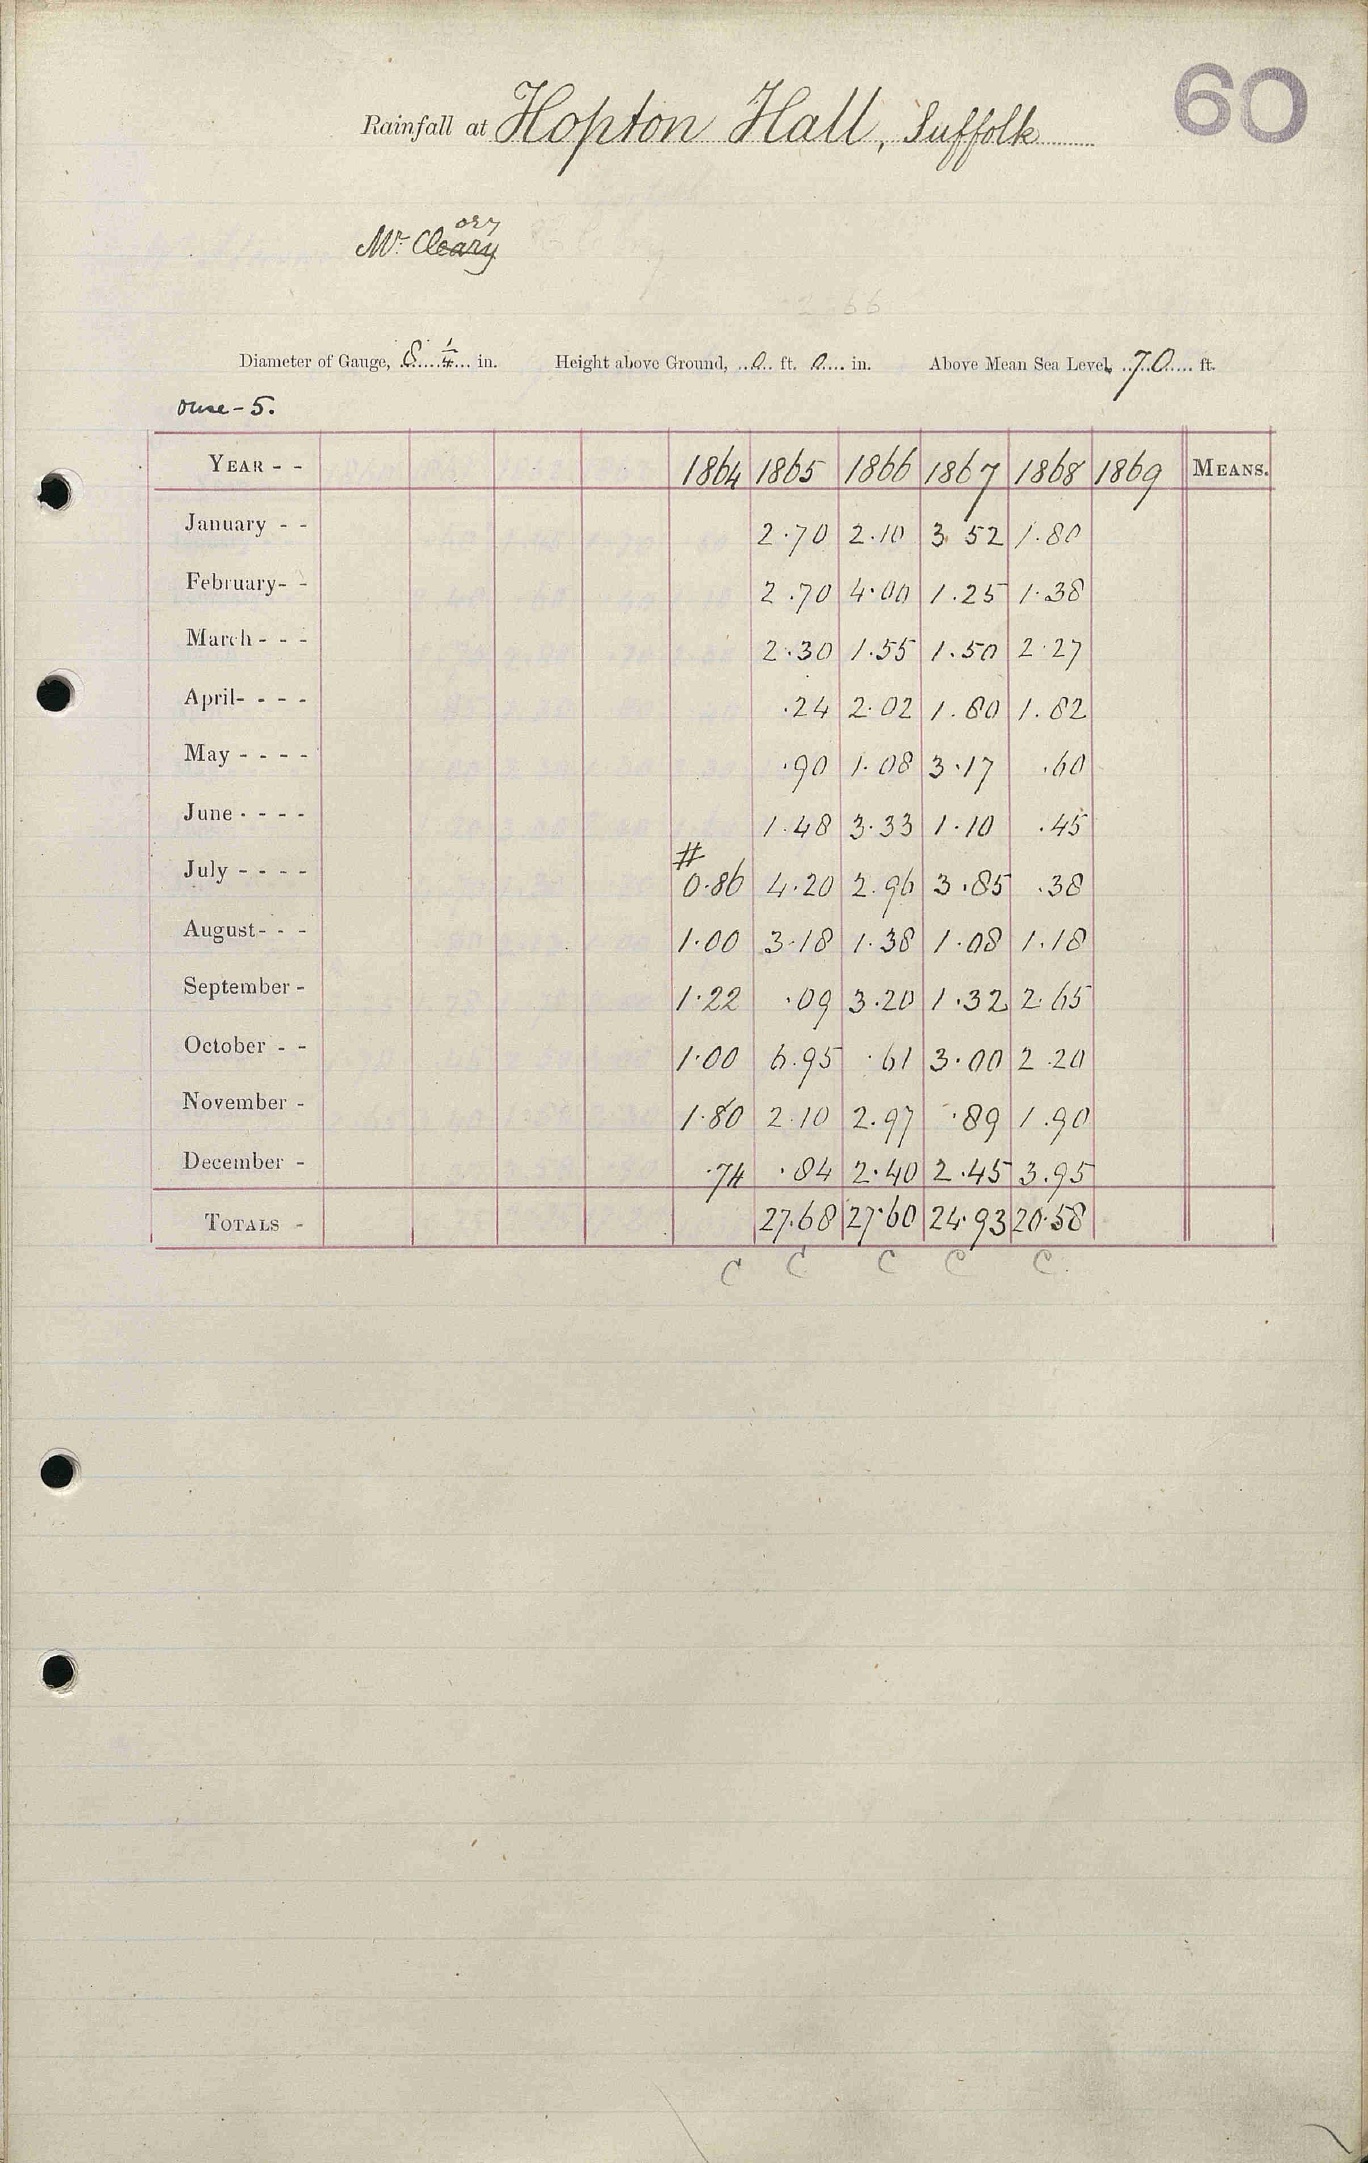 60
Rainfall at Hopton Hall, Suffolk
ory
Mr. Cleary
Diameter of Gauge, 8 1/4 in. Height above Ground, 0 ft. 0 in. Above Mean Sea Level, 70 ft.
Ouse - 5.
YEAR - - 1864 1865 1866 1867 1868 1869 MEANS.
January - - 2.70 2.10 3.52 1.80
February - - 2.70 4.00 1.25 1.38
March - - - 2.30 1.55 1.50 2.27
April - - - - .24 2.02 1.80 1.82
May - - - - .90 1.08 3.17 .60
June - - - - 1.48 3.33 1.10 .45
#
July - - - - 0.86 4.20 2.96 3.85 .38
August - - - 1.00 3.18 1.38 1.08 1.18
September - 1.22 .09 3.20 1.32 2.65
October - - 1.00 6.95 .61 3.00 2.20
November - 1.80 2.10 2.97 .89 1.90
December - .74 .84 2.40 2.45 3.95
TOTALS - 27.68 27.60 24.93 20.58
C C C C C